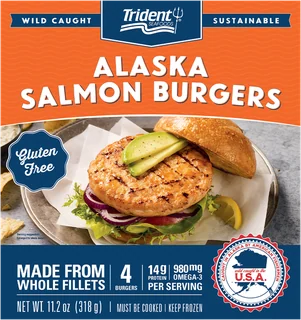 WILD CAUGHT
Trident
SEAFOODS
SUSTAINABLE
ALASKA
SALMON BURGERS
Gluten
Free
MADE FROM
WHOLE FILLETS
4
BURGERS
14g
PROTEIN
980mg
OMEGA-3
PER SERVING
U.S.A.
NET WT. 11.2 oz (318 g)
MUST BE COOKED | KEEP FROZEN